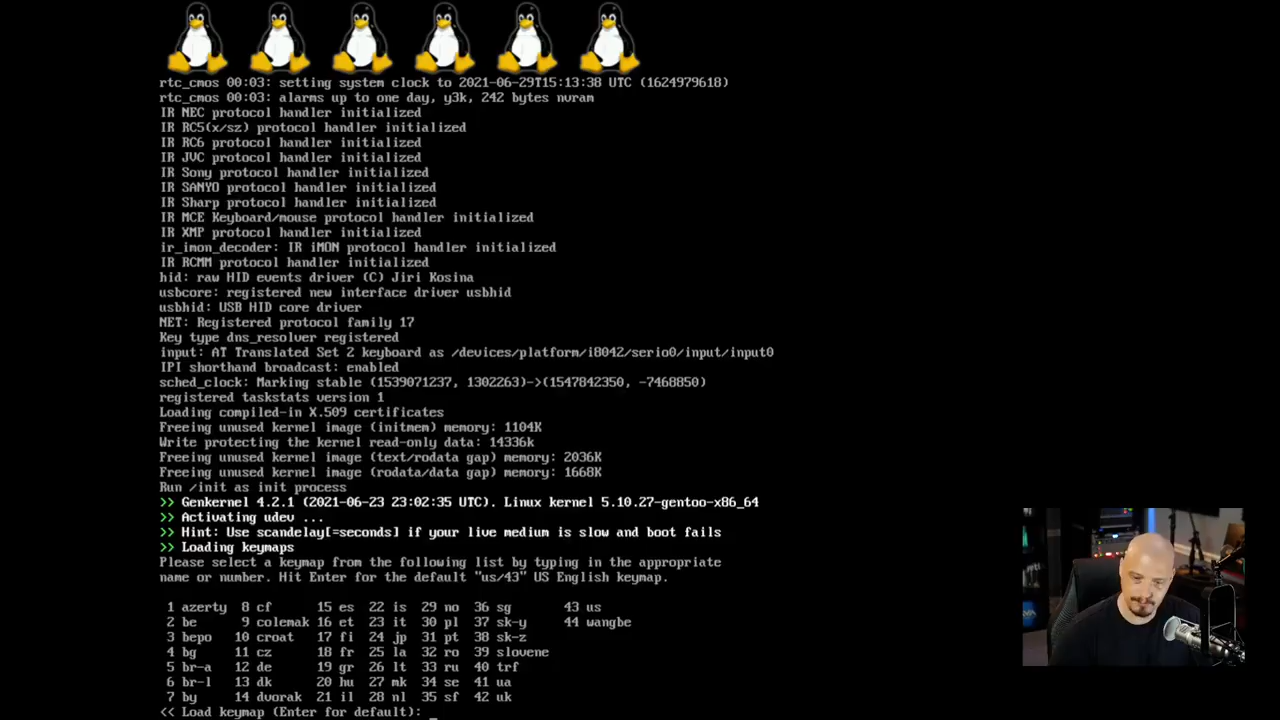 rtc_cmos 00:03: setting system clock to 2021-06-29T15:13:38 UTC (1624979618)
rtc_cmos 00:03: alarms up to one day, y3k, 242 bytes nvram
IR NEC protocol handler initialized
IR RC5(x/sz) protocol handler initialized
IR RC6 protocol handler initialized
IR JVC protocol handler initialized
IR Sony protocol handler initialized
IR SANYO protocol handler initialized
IR Sharp protocol handler initialized
IR MCE Keyboard/mouse protocol handler initialized
IR XMP protocol handler initialized
ir_imon_decoder: IR iMON protocol handler initialized
IR RCMM protocol handler initialized
hid: raw HID events driver (C) Jiri Kosina
usbcore: registered new interface driver usbhid
usbhid: USB HID core driver
NET: Registered protocol family 17
Key type dns_resolver registered
input: AT Translated Set 2 keyboard as /devices/platform/i8042/serio0/input/input0
IPI shorthand broadcast: enabled
sched_clock: Marking stable (1539071237, 1302263)->(1547842350, -7468850)
registered taskstats version 1
Loading compiled-in X.509 certificates
Freeing unused kernel image (initmem) memory: 1104K
Write protecting the kernel read-only data: 14336k
Freeing unused kernel image (text/rodata gap) memory: 2036K
Freeing unused kernel image (rodata/data gap) memory: 1668K
Run /init as init process
>> Genkernel 4.2.1 (2021-06-23 23:02:35 UTC). Linux kernel 5.10.27-gentoo-x86_64
>> Activating udev ...
>> Hint: Use scandelay[=seconds] if your live medium is slow and boot fails
>> Loading keymaps
Please select a keymap from the following list by typing in the appropriate
name or number. Hit Enter for the default "us/43" US English keymap.
1 azerty 8 cf 15 es 22 is 29 no 36 sg 43 us
2 be 9 colemak 16 et 23 it 30 pl 37 sk-y 44 wangbe
3 bepo 10 croat 17 fi 24 jp 31 pt 38 sk-z
4 bg 11 cz 18 fr 25 la 32 ro 39 slovene
5 br-a 12 de 19 gr 26 lt 33 ru 40 trf
6 br-l 13 dk 20 hu 27 mk 34 se 41 ua
7 by 14 dvorak 21 il 28 nl 35 sf 42 uk
<< Load keymap (Enter for default): _